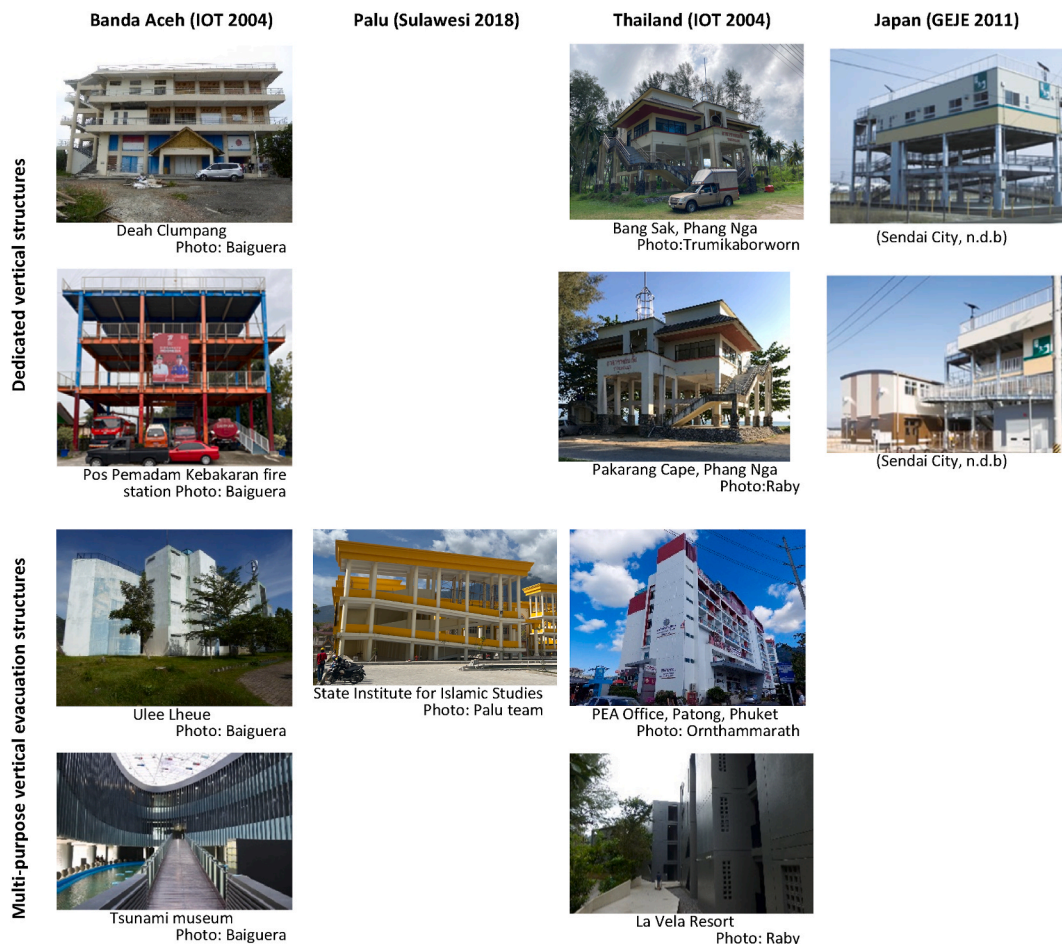 Banda Aceh (IOT 2004)
Palu (Sulawesi 2018)
Thailand (IOT 2004)
Japan (GEJE 2011)
Dedicated vertical structures
Deah Clumpang
Photo: Baiguera
Bang Sak, Phang Nga
Photo:Trumikaborworn
(Sendai City, n.d.b)
Pos Pemadam Kebakaran fire
station Photo: Baiguera
Pakarang Cape, Phang Nga
Photo:Raby
(Sendai City, n.d.b)
Multi-purpose vertical evacuation structures
Ulee Lheue
Photo: Baiguera
State Institute for Islamic Studies
Photo: Palu team
PEA Office, Patong, Phuket
Photo: Ornthammarath
Tsunami museum
Photo: Baiguera
La Vela Resort
Photo: Raby